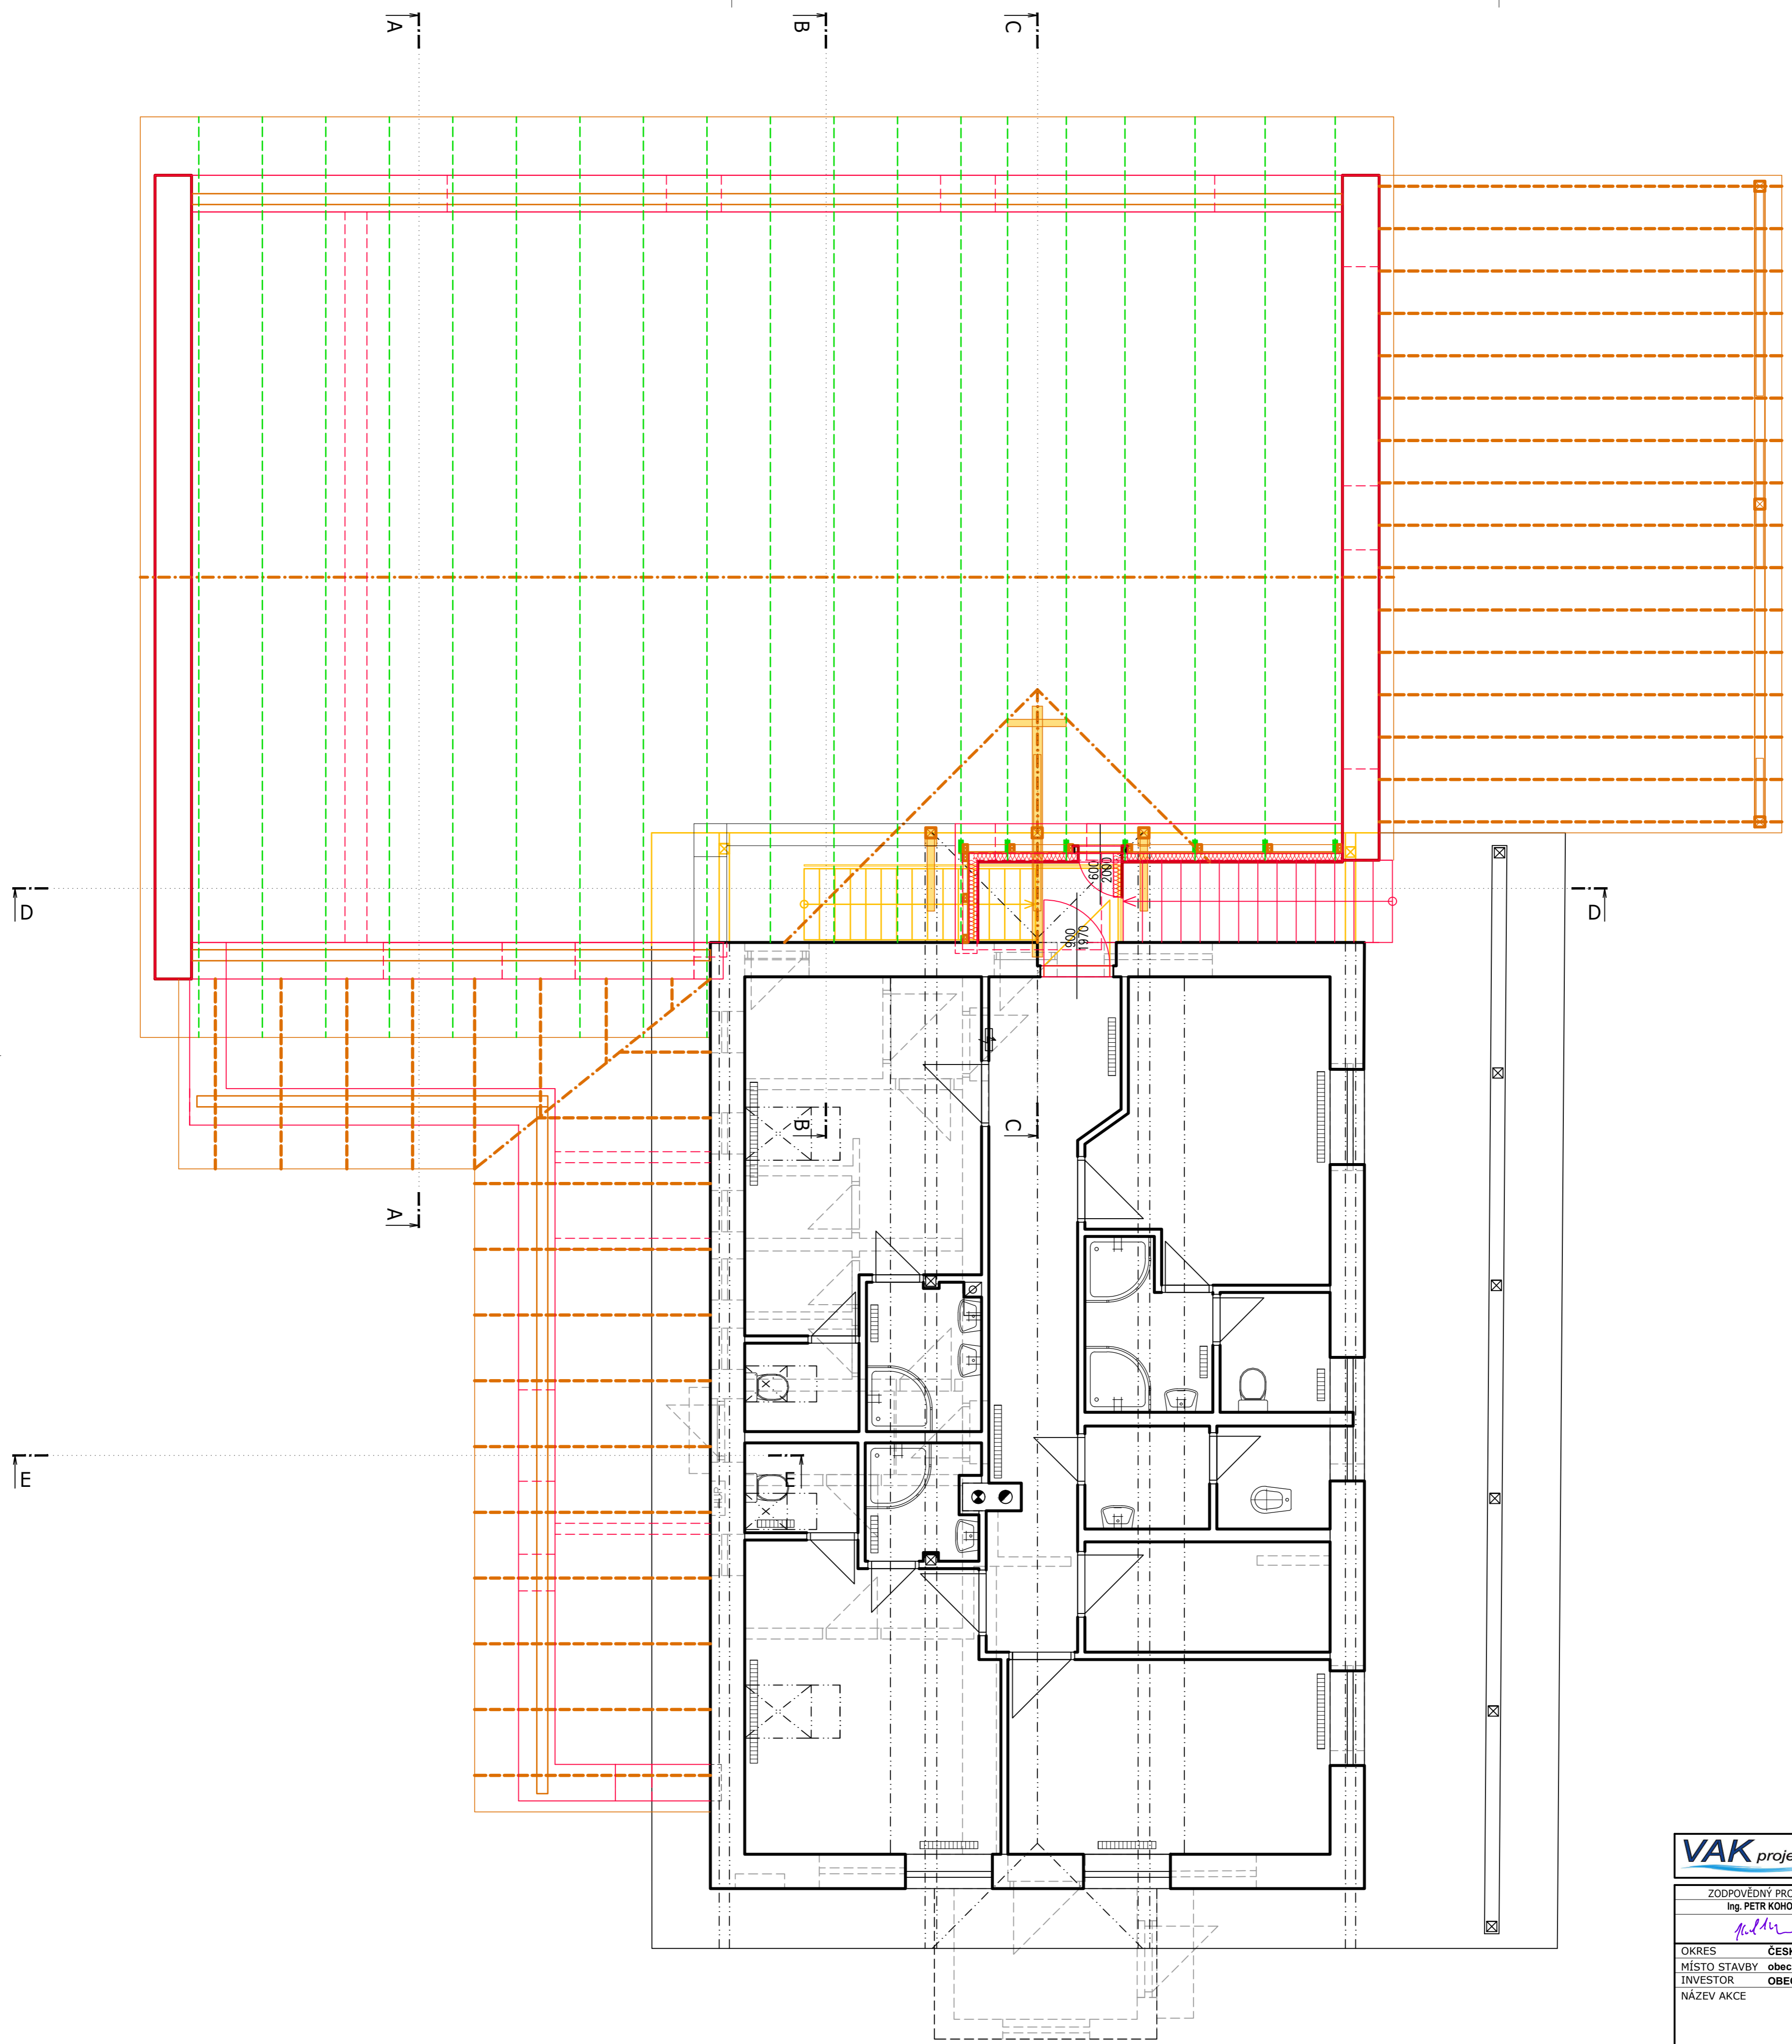 A
B
C
600
2000
D
D
900
1970
B
C
A
E
E
VAK proje
ZODPOVĚDNÝ PRO
Ing. PETR KOHO
OKRES ČESK
MÍSTO STAVBY obec
INVESTOR OBEC
NÁZEV AKCE